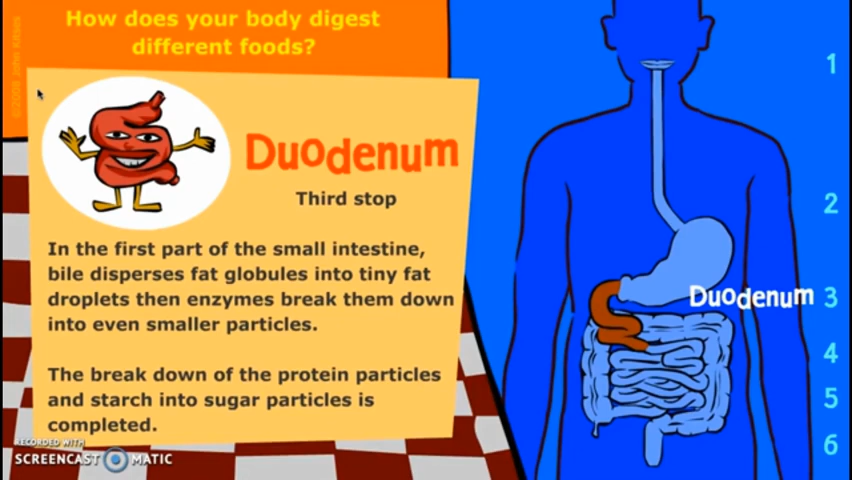 How does your body digest
different foods?
©2008 John Kitses
Duodenum
Third stop
In the first part of the small intestine,
bile disperses fat globules into tiny fat
droplets then enzymes break them down
into even smaller particles.
The break down of the protein particles
and starch into sugar particles is
completed.
1
2
Duodenum 3
4
5
6
RECORDED WITH
SCREENCAST MATIC